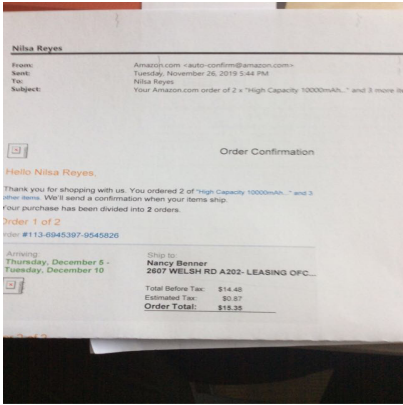 Nilsa Reyes
From: Amazon.com <auto-confirm@amazon.com>
Sent: Tuesday, November 26, 2019 5:44 PM
To: Nilsa Reyes
Subject: Your Amazon.com order of 2 x "High Capacity 10000mAh..." and 3 more
Order Confirmation
Hello Nilsa Reyes,
Thank you for shopping with us. You ordered 2 of "High Capacity 10000mAh..." and 3
other items. We'll send a confirmation when your items ship.
Your purchase has been divided into 2 orders.
Order 1 of 2
Order #113-6945397-9545826
Arriving: Ship to:
Thursday, December 5 - Nancy Benner
Tuesday, December 10 2607 WELSH RD A202- LEASING OFC...
Total Before Tax: $14.48
Estimated Tax: $0.87
Order Total: $15.35